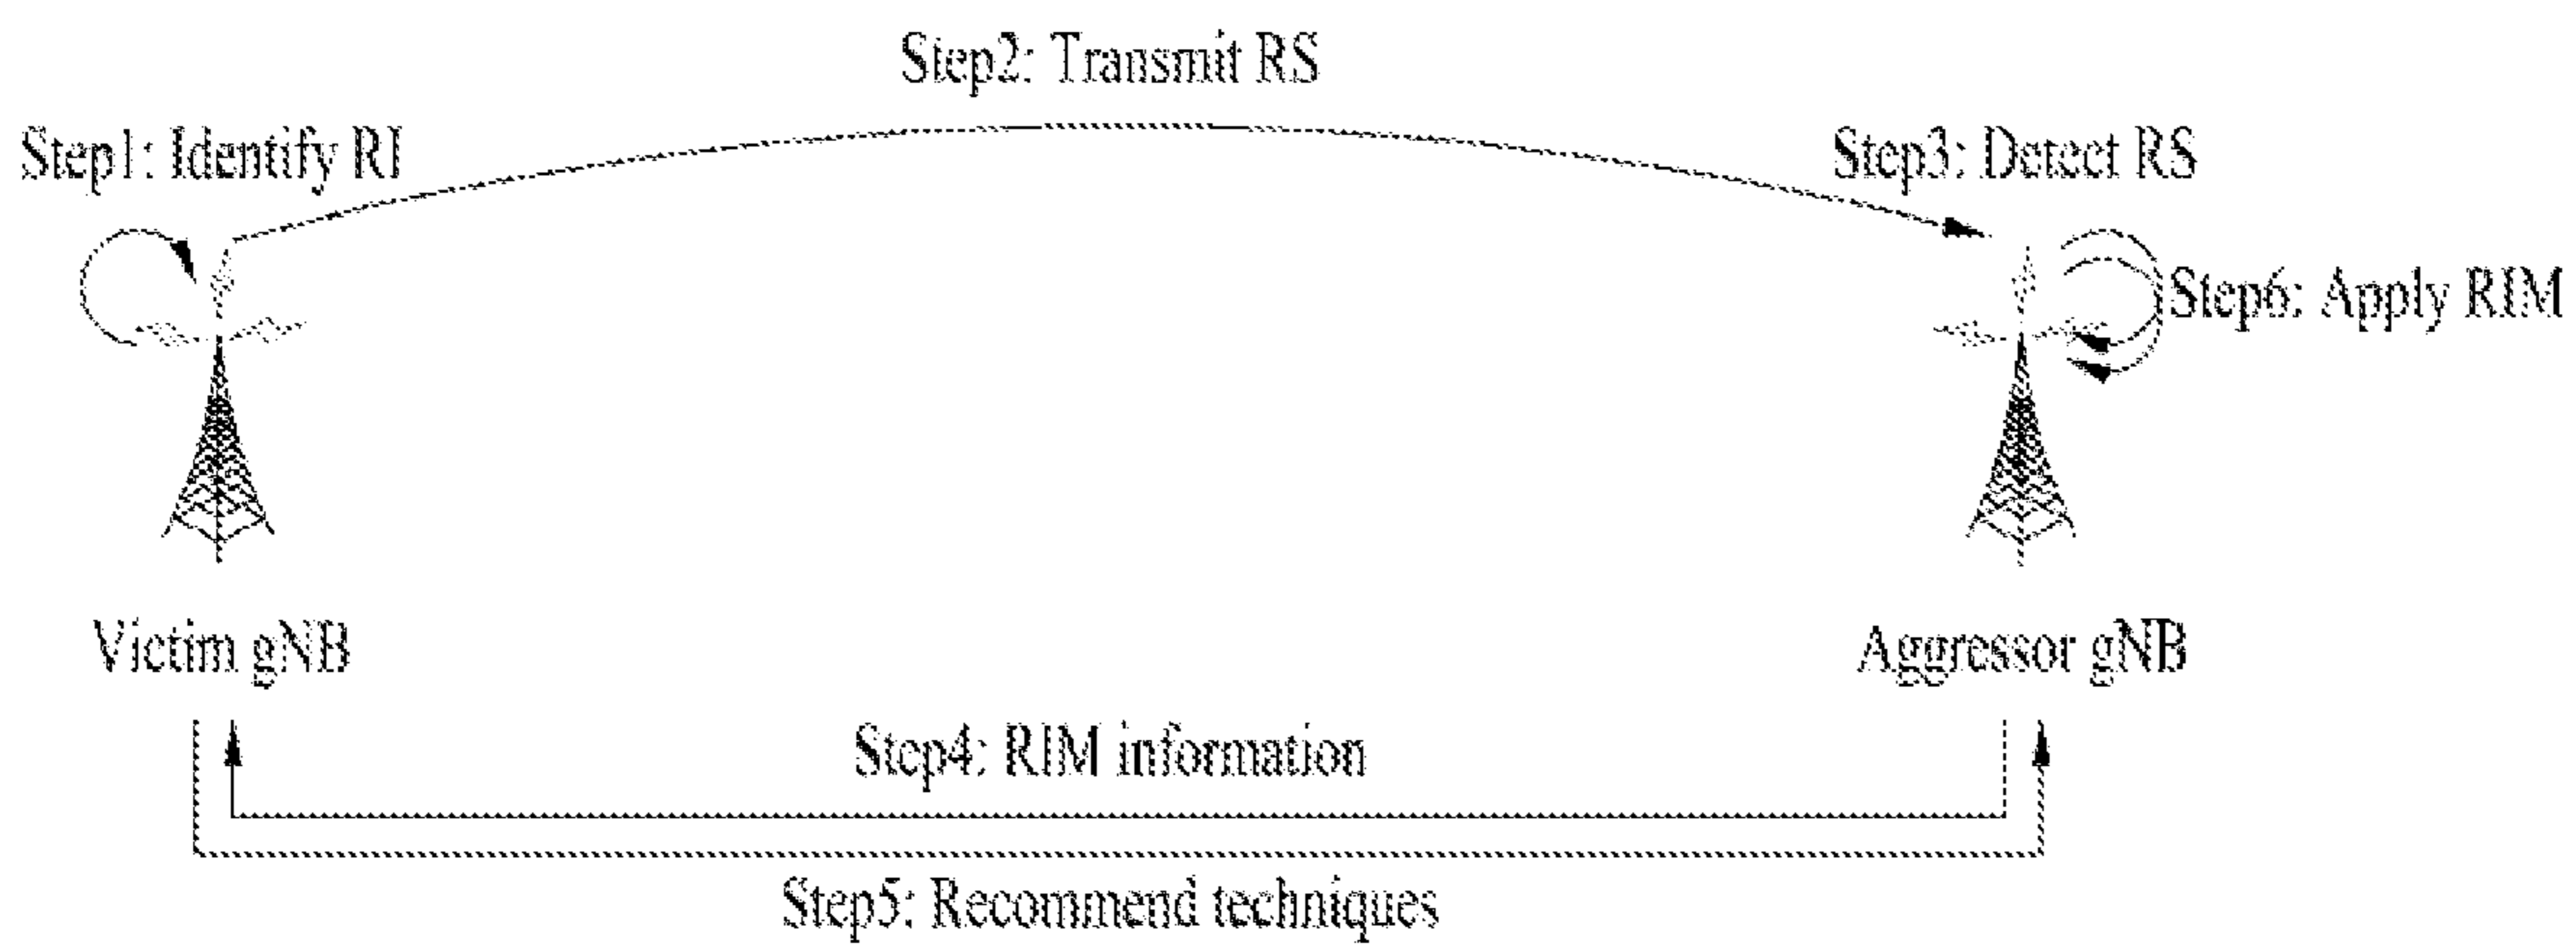 Step2: Transmit RS
Step1: Identify RI
Step3: Detect RS
Step6: Apply RIM
Victim gNB
Aggressor gNB
Step4: RIM information
Step5: Recommend techniques